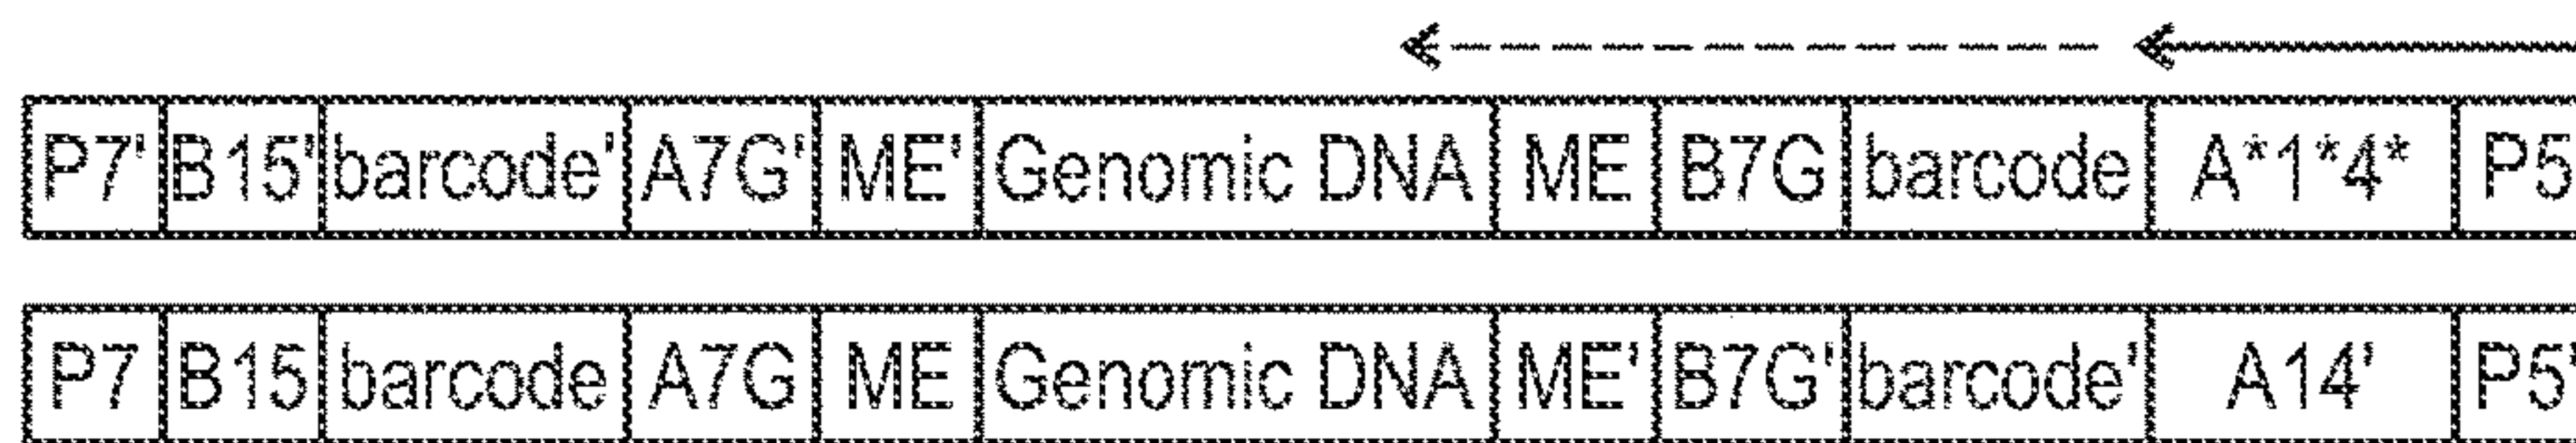 P7' B15' barcode' A7G' ME' Genomic DNA ME B7G barcode A*1*4* P5
P7 B15 barcode A7G ME Genomic DNA ME' B7G' barcode' A14' P5'